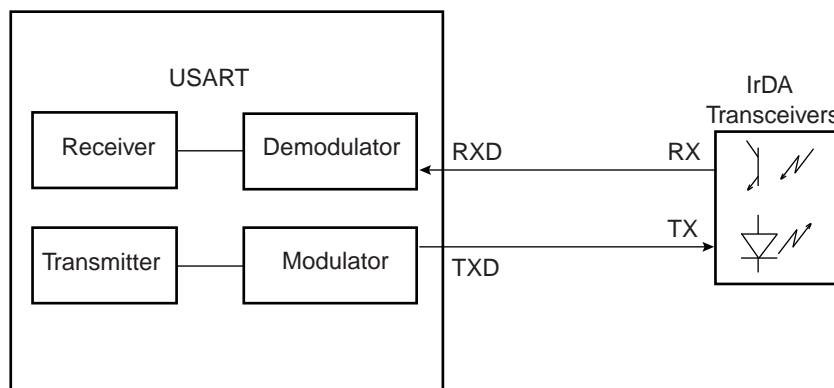 USART
IrDA
Transceivers
Receiver
Demodulator
RXD
RX
Transmitter
Modulator
TXD
TX